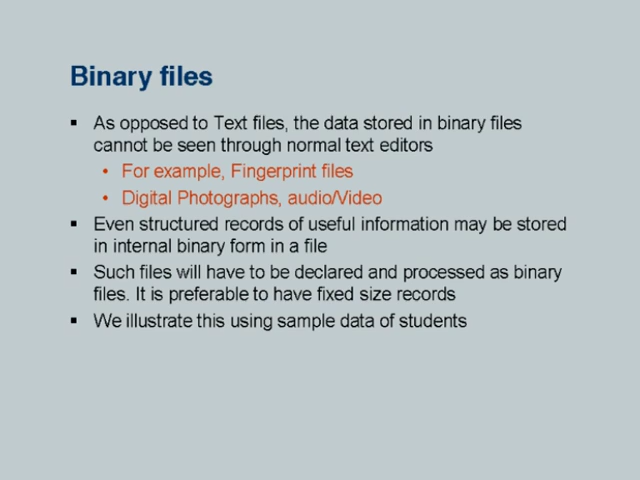 Binary files
▪ As opposed to Text files, the data stored in binary files
cannot be seen through normal text editors
• For example, Fingerprint files
• Digital Photographs, audio/Video
▪ Even structured records of useful information may be stored
in internal binary form in a file
▪ Such files will have to be declared and processed as binary
files. It is preferable to have fixed size records
▪ We illustrate this using sample data of students